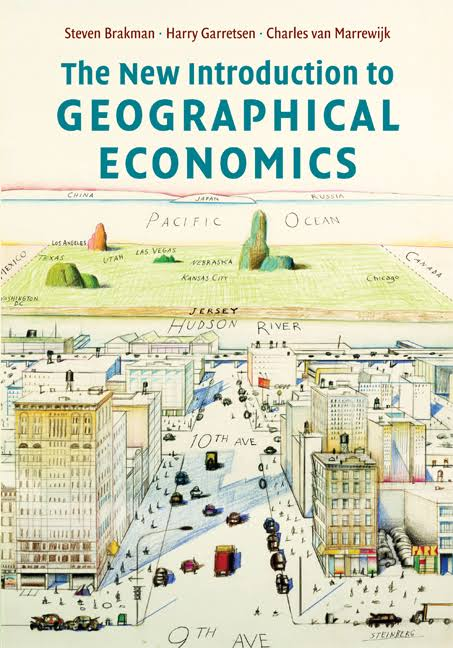 Steven Brakman · Harry Garretsen · Charles van Marrewijk
The New Introduction to
GEOGRAPHICAL
ECONOMICS
CHINA
JAPAN
RUSSIA
PACIFIC OCEAN
MEXICO
LOS ANGELES
TEXAS
UTAH
LAS VEGAS
NEBRASKA
KANSAS CITY
CANADA
Chicago
WASHINGTON
D.C.
JERSEY
HUDSON RIVER
10TH AVE
PARK
9TH AVE
STEINBERG